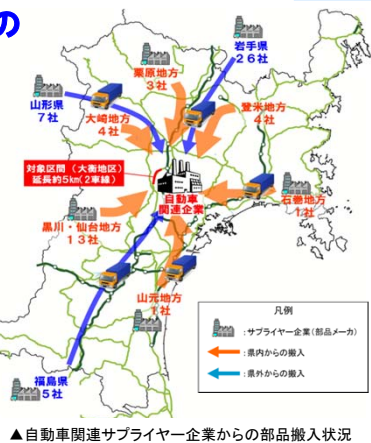 の
岩手県
26社
栗原地方
3社
山形県
7社
大崎地方
4社
登米地方
4社
対象区間（大衡地区）
延長約5km(2車線)
自動車
関連企業
石巻地方
1社
黒川・仙台地方
13社
山元地方
1社
福島県
5社
凡例
：サプライヤー企業（部品メーカ）
：県内からの搬入
：県外からの搬入
▲自動車関連サプライヤー企業からの部品搬入状況